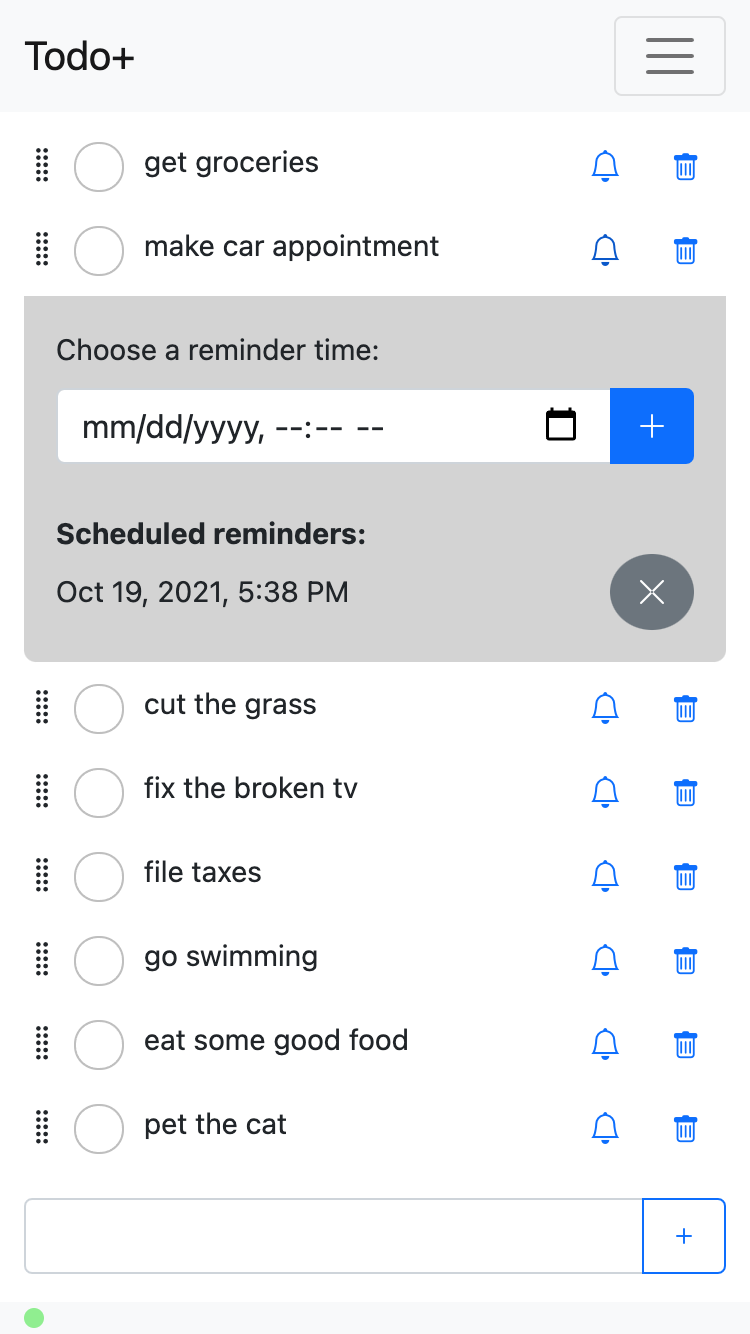 Todo+
get groceries
make car appointment
Choose a reminder time:
mm/dd/yyyy, --:-- --
Scheduled reminders:
Oct 19, 2021, 5:38 PM
cut the grass
fix the broken tv
file taxes
go swimming
eat some good food
pet the cat